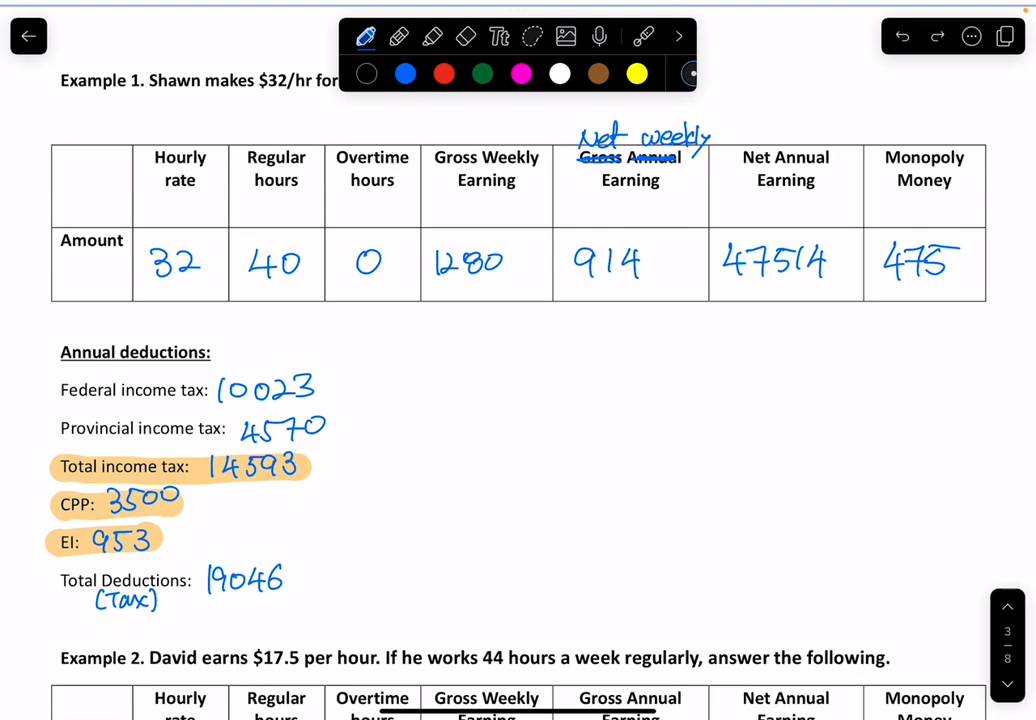 Tt
Example 1. Shawn makes $32/hr for
Net weekly
Hourly rate Regular hours Overtime hours Gross Weekly Earning Gross Annual Earning Net Annual Earning Monopoly Money
Amount 32 40 0 1280 914 47514 475
Annual deductions:
Federal income tax: 10023
Provincial income tax: 4570
Total income tax: 14593
CPP: 3500
EI: 953
Total Deductions: 19046
(Tax)
3
8
Example 2. David earns $17.5 per hour. If he works 44 hours a week regularly, answer the following.
Hourly Regular Overtime Gross Weekly Gross Annual Net Annual Monopoly